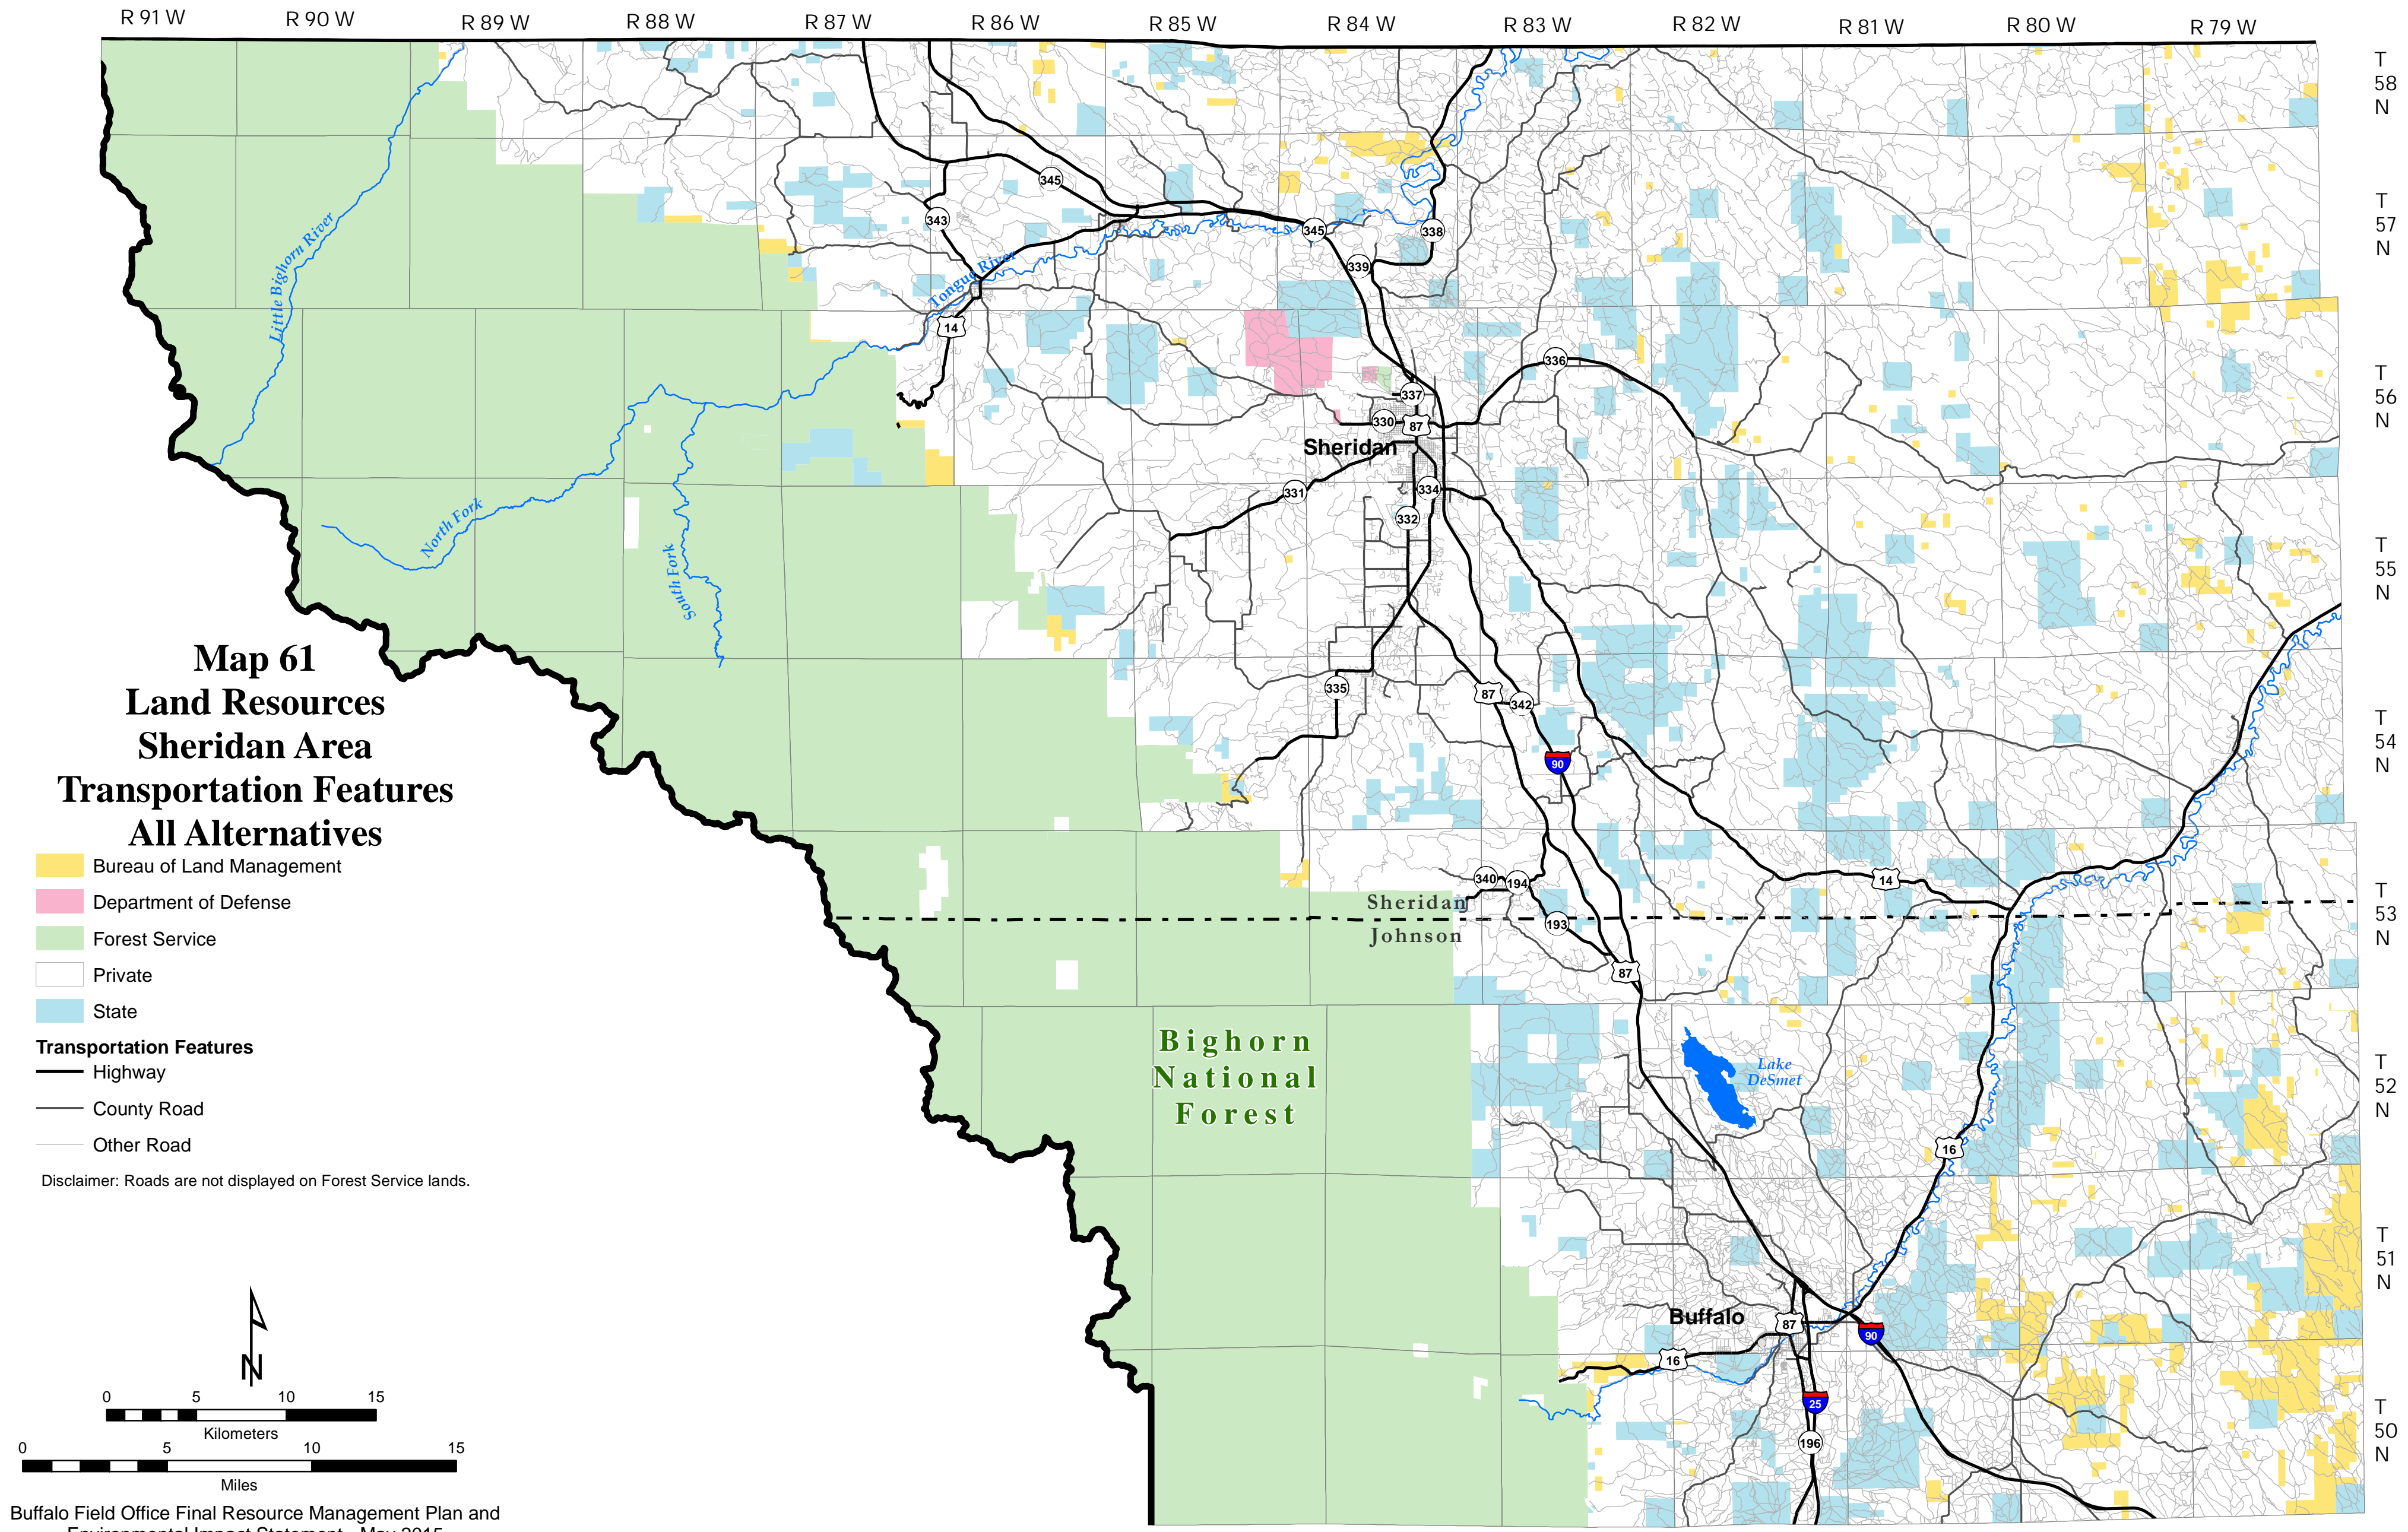 R 91 W R 90 W R 89 W R 88 W R 87 W R 86 W R 85 W R 84 W R 83 W R 82 W R 81 W R 80 W R 79 W
T
58
N
T
57
N
T
56
N
T
55
N
T
54
N
T
53
N
T
52
N
T
51
N
T
50
N
345
343
345
338
339
Little Bighorn River
Tongue River
14
336
337
330
87
Sheridan
331
334
332
North Fork
South Fork
335
87
342
90
340
194
14
Sheridan
Johnson
193
87
Bighorn
National
Forest
Lake
DeSmet
16
Buffalo
87
90
16
25
196
Map 61
Land Resources
Sheridan Area
Transportation Features
All Alternatives
Bureau of Land Management
Department of Defense
Forest Service
Private
State
Transportation Features
Highway
County Road
Other Road
Disclaimer: Roads are not displayed on Forest Service lands.
N
0 5 10 15
Kilometers
0 5 10 15
Miles
Buffalo Field Office Final Resource Management Plan and
Environmental Impact Statement - May 2015